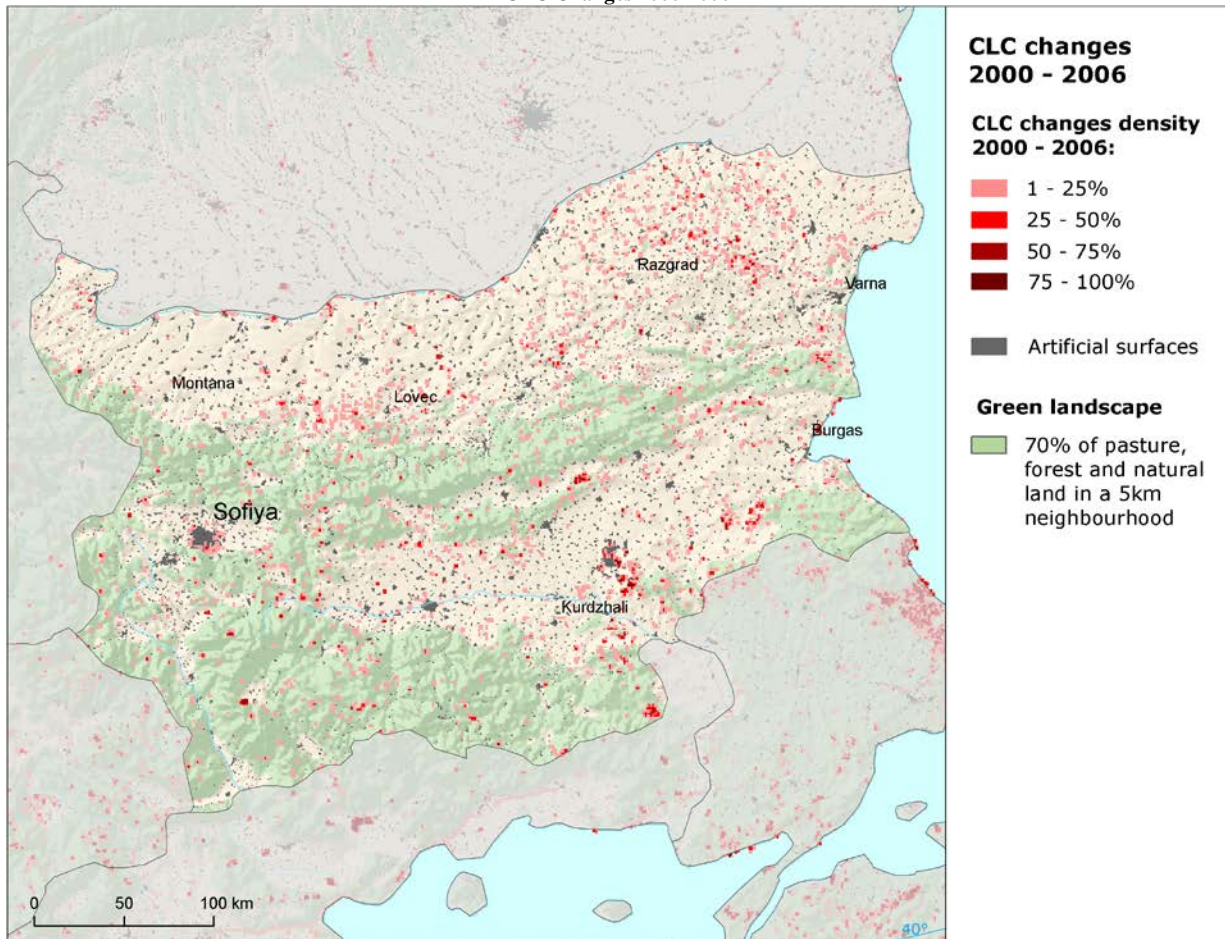 CLC changes
2000 - 2006
CLC changes density
2000 - 2006:
1 - 25%
25 - 50%
50 - 75%
75 - 100%
Artificial surfaces
Green landscape
70% of pasture,
forest and natural
land in a 5km
neighbourhood
Razgrad
Varna
Montana
Lovec
Burgas
Sofiya
Kurdzhali
0 50 100 km
40°